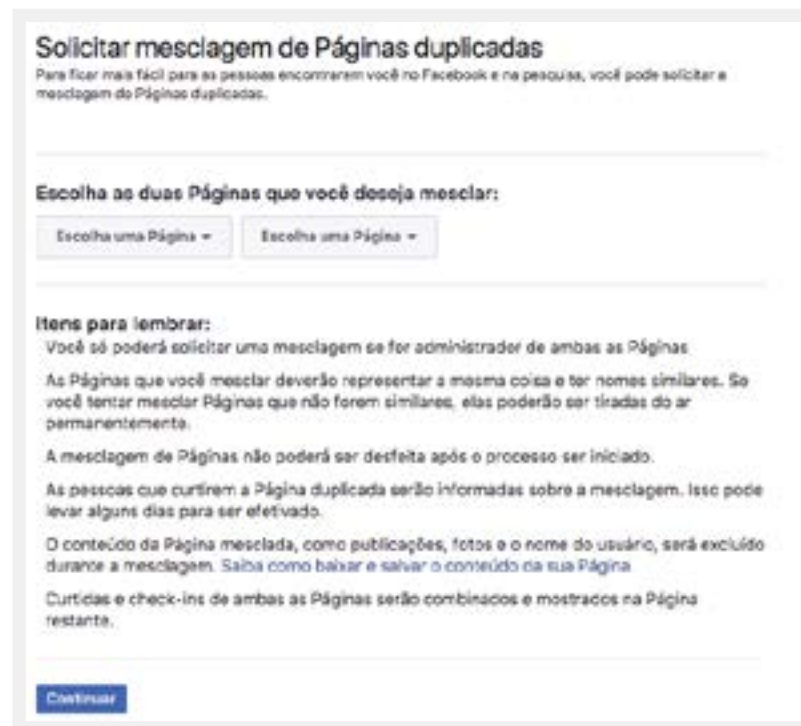 Solicitar mesclagem de Páginas duplicadas
Para ficar mais fácil para as pessoas encontrarem você no Facebook e na pesquisa, você pode solicitar a
mesclagem de Páginas duplicadas.
Escolha as duas Páginas que você deseja mesclar:
Escolha uma Página
Escolha uma Página
Itens para lembrar:
Você só poderá solicitar uma mesclagem se for administrador de ambas as Páginas
As Páginas que você mesclar deverão representar a mesma coisa e ter nomes similares. Se
você tentar mesclar Páginas que não forem similares, elas poderão ser tiradas do ar
permanentemente.
A mesclagem de Páginas não poderá ser desfeita após o processo ser iniciado.
As pessoas que curtirem a Página duplicada serão informadas sobre a mesclagem. Isso pode
levar alguns dias para ser efetivado.
O conteúdo da Página mesclada, como publicações, fotos e o nome do usuário, será excluído
durante a mesclagem. Saiba como baixar e salvar o conteúdo da sua Página
Curtidas e check-ins de ambas as Páginas serão combinados e mostrados na Página
restante.
Continuar